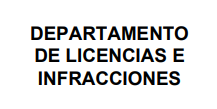 DEPARTAMENTO
DE LICENCIAS E
INFRACCIONES